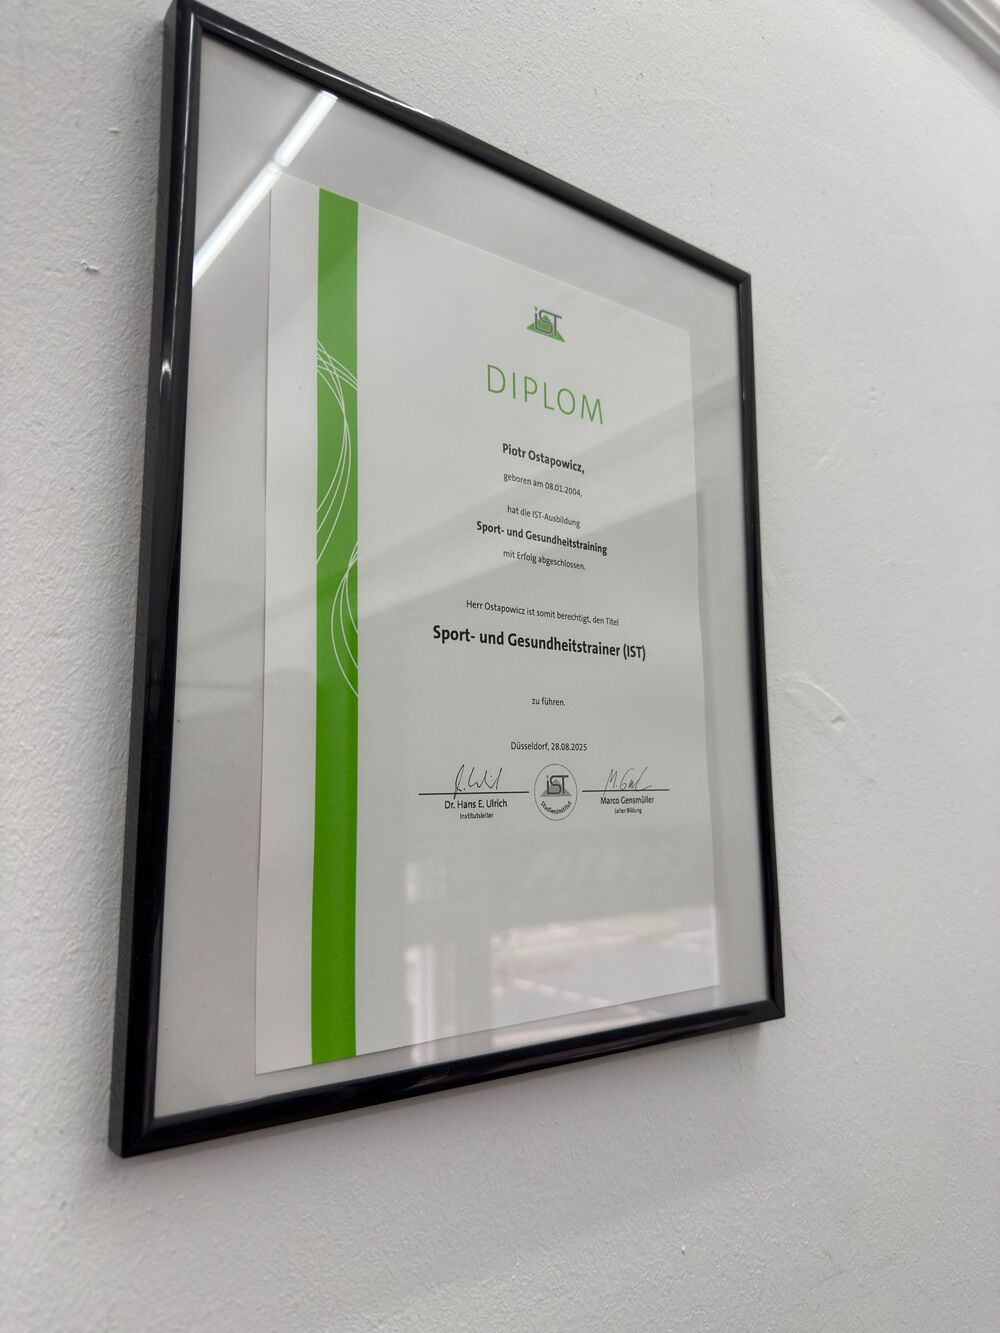 iST
DIPLOM
Piotr Ostapowicz,
geboren am 08.01.2004,
hat die IST-Ausbildung
Sport- und Gesundheitstraining
mit Erfolg abgeschlossen.
Herr Ostapowicz ist somit berechtigt, den Titel
Sport- und Gesundheitstrainer (IST)
zu führen.
Düsseldorf, 28.08.2025
iST
Studieninstitut
Dr. Hans E. Ulrich
Institutsleiter
Marco Gensmüller
Leiter Bildung